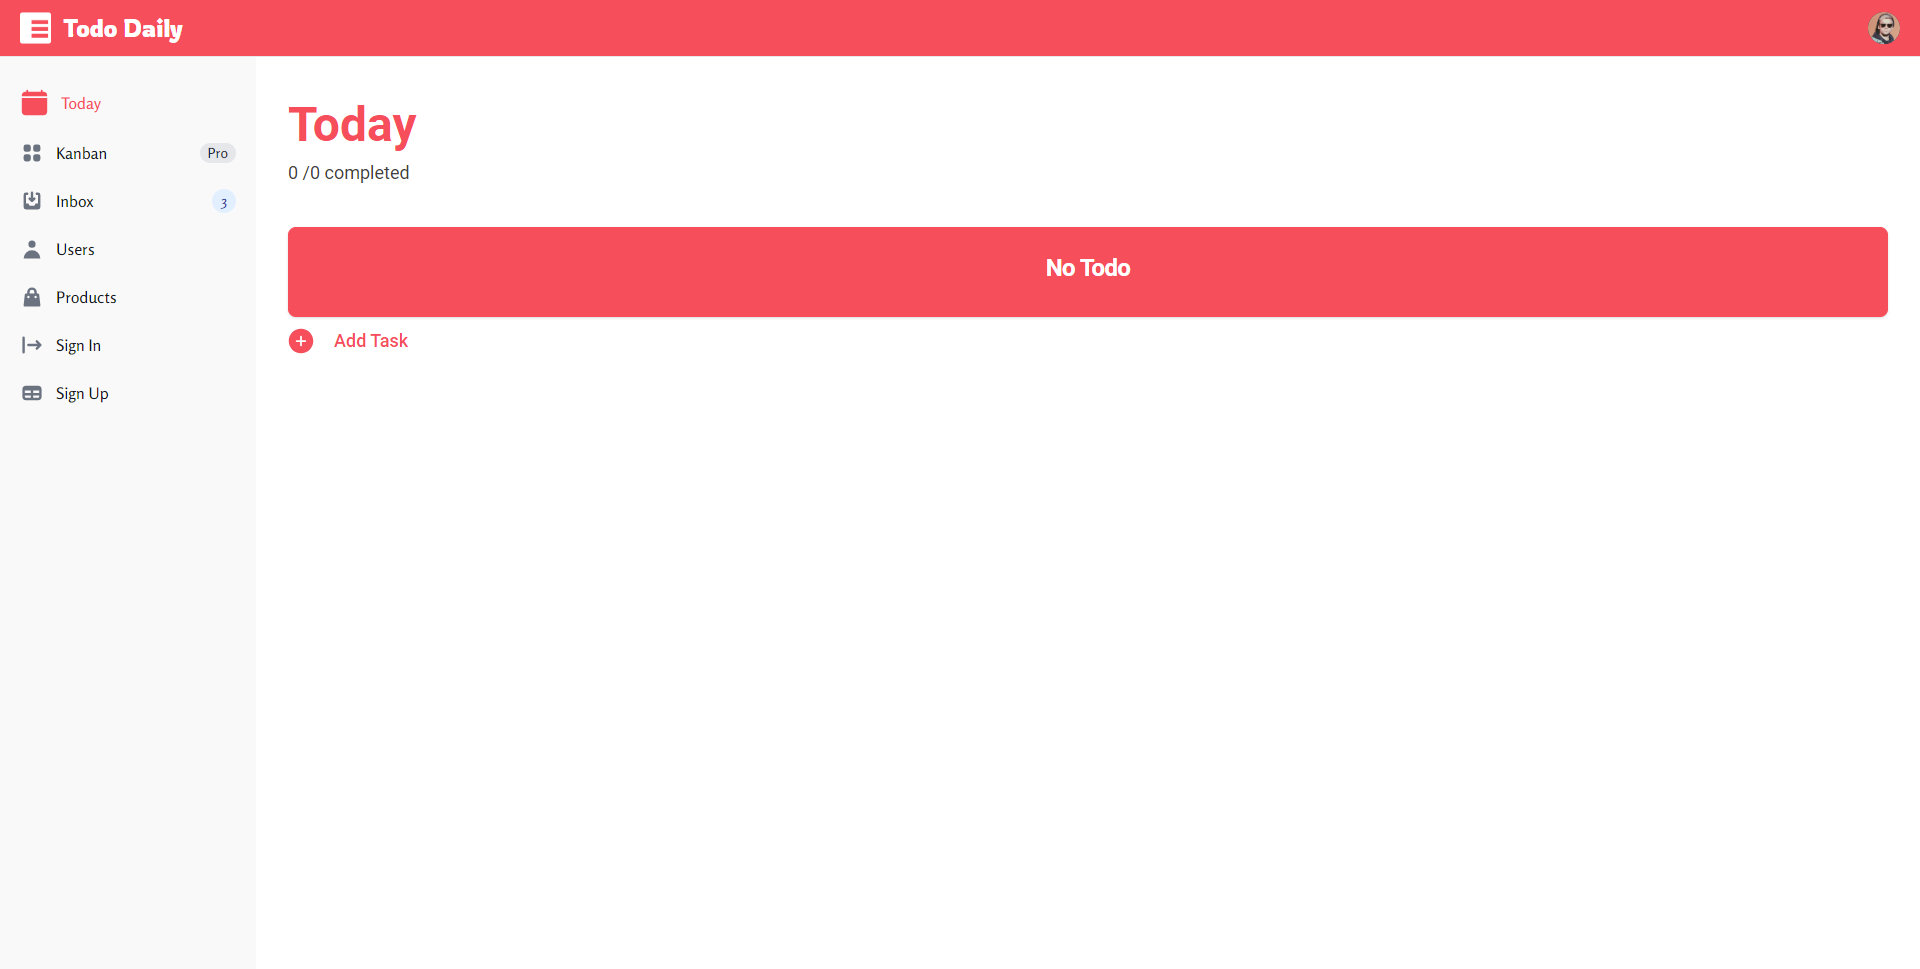 Todo Daily
Today
Kanban
Pro
Inbox
3
Users
Products
Sign In
Sign Up
Today
0 /0 completed
No Todo
Add Task